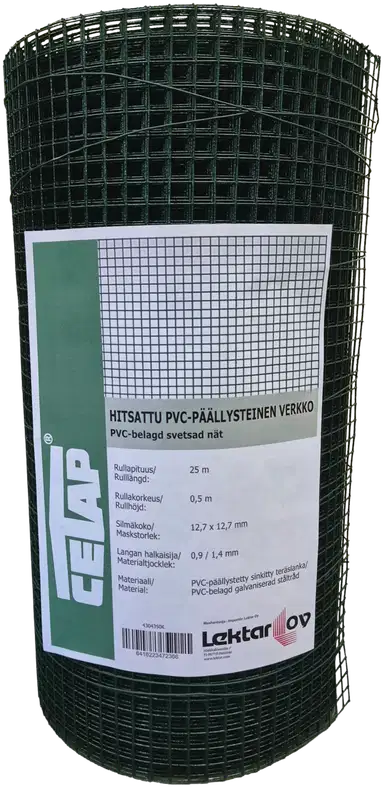 CELAP®
HITSATTU PVC-PÄÄLLYSTEINEN VERKKO
PVC-belagd svetsad nät
Rullapituus/ 25 m
Rulllängd:
Rullakorkeus/ 0,5 m
Rullhöjd:
Silmäkoko/ 12,7 x 12,7 mm
Maskstorlek:
Langan halkaisija/ 0,9 / 1,4 mm
Materialtjocklek:
Materiaali/ PVC-päällystetty sinkitty teräslanka/
Material: PVC-belagd galvaniserad ståltråd
Lektar OY